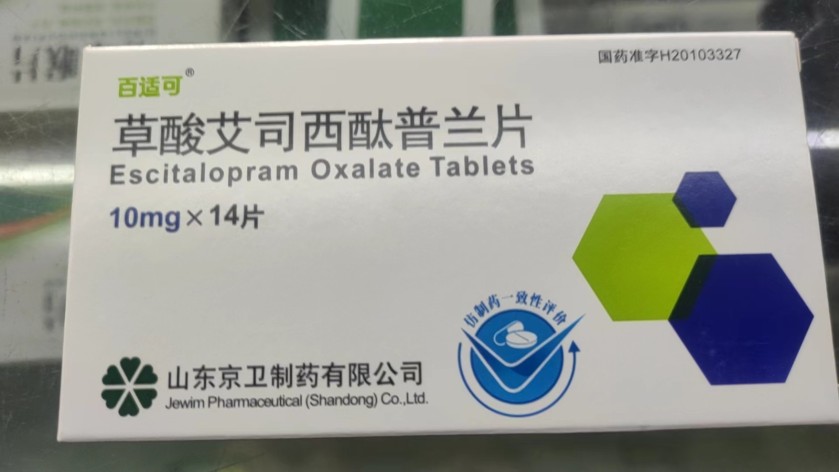 国药准字H20103327
百适可®
草酸艾司西酞普兰片
Escitalopram Oxalate Tablets
10mg×14片
仿制药一致性评价
山东京卫制药有限公司
Jewim Pharmaceutical (Shandong) Co.,Ltd.